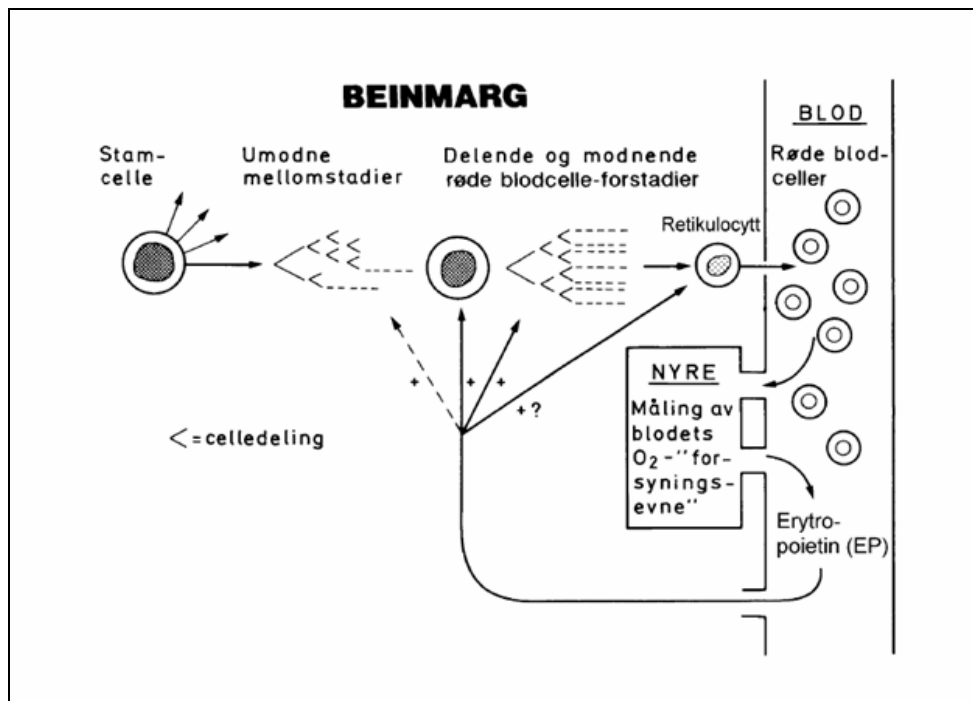 BEINMARG
BLOD
Stam-
celle
Umodne
mellomstadier
Delende og modnende
røde blodcelle-forstadier
Røde blod-
celler
Retikulocytt
+
+
+
+?
<=celledeling
NYRE
Måling av
blodets
O₂-"for-
synings-
evne"
Erytro-
poietin (EP)